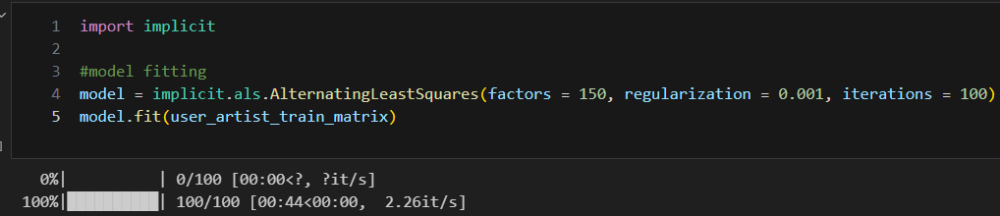 1 import implicit
2
3 #model fitting
4 model = implicit.als.AlternatingLeastSquares(factors = 150, regularization = 0.001, iterations = 100)
5 model.fit(user_artist_train_matrix)
0%| | 0/100 [00:00<?, ?it/s]
100%|██████████| 100/100 [00:44<00:00, 2.26it/s]